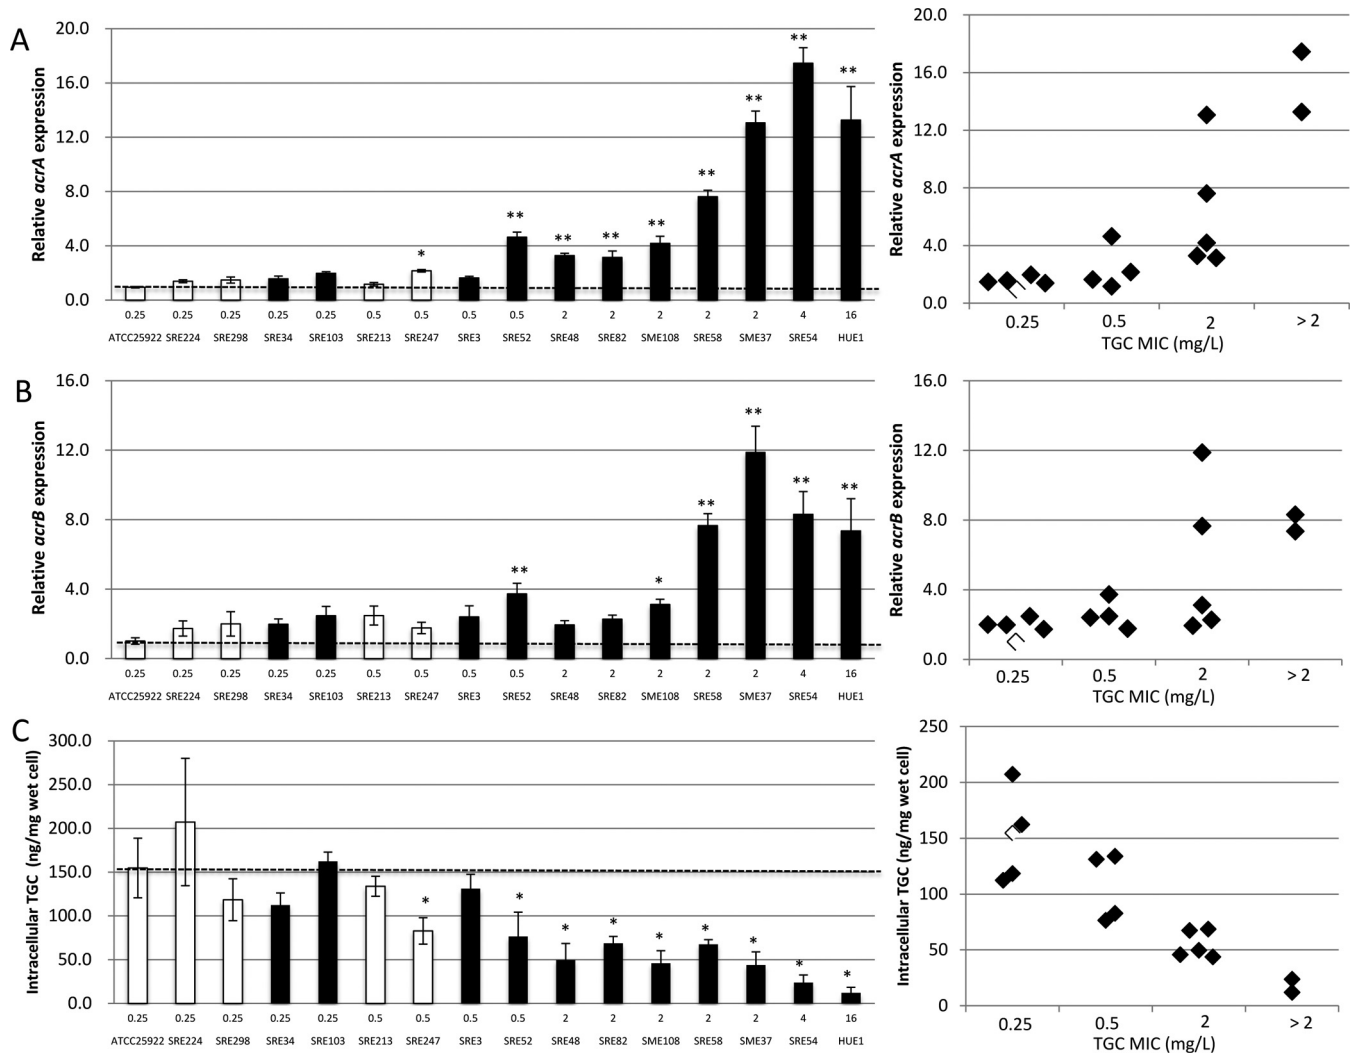 A
Relative acrA expression
20.0
16.0
12.0
8.0
4.0
0.0
* ** ** ** ** ** ** ** **
0.25 0.25 0.25 0.25 0.25 0.5 0.5 0.5 0.5 2 2 2 2 2 4 16
ATCC25922 SRE224 SRE298 SRE34 SRE103 SRE213 SRE247 SRE3 SRE52 SRE48 SRE82 SME108 SRE58 SME37 SRE54 HUE1
Relative acrA expression
20.0
16.0
12.0
8.0
4.0
0.0
0.25 0.5 2 > 2
TGC MIC (mg/L)
B
Relative acrB expression
16.0
12.0
8.0
4.0
0.0
** * ** ** ** **
0.25 0.25 0.25 0.25 0.25 0.5 0.5 0.5 0.5 2 2 2 2 2 4 16
ATCC25922 SRE224 SRE298 SRE34 SRE103 SRE213 SRE247 SRE3 SRE52 SRE48 SRE82 SME108 SRE58 SME37 SRE54 HUE1
Relative acrB expression
16.0
12.0
8.0
4.0
0.0
0.25 0.5 2 > 2
TGC MIC (mg/L)
C
Intracellular TGC (ng/mg wet cell)
300.0
250.0
200.0
150.0
100.0
50.0
0.0
* * * * * * * * *
0.25 0.25 0.25 0.25 0.25 0.5 0.5 0.5 0.5 2 2 2 2 2 4 16
ATCC25922 SRE224 SRE298 SRE34 SRE103 SRE213 SRE247 SRE3 SRE52 SRE48 SRE82 SME108 SRE58 SME37 SRE54 HUE1
Intracellular TGC (ng/mg wet cell)
250
200
150
100
50
0
0.25 0.5 2 > 2
TGC MIC (mg/L)